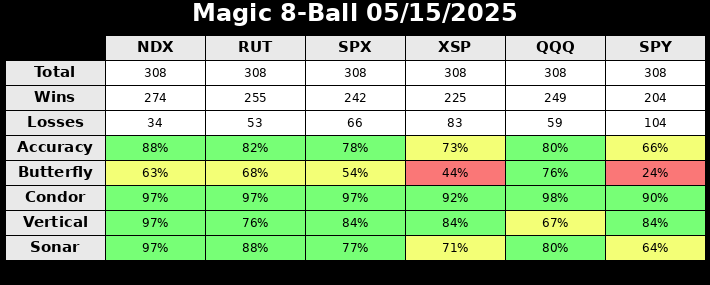 Magic 8-Ball 05/15/2025
NDX RUT SPX XSP QQQ SPY
Total 308 308 308 308 308 308
Wins 274 255 242 225 249 204
Losses 34 53 66 83 59 104
Accuracy 88% 82% 78% 73% 80% 66%
Butterfly 63% 68% 54% 44% 76% 24%
Condor 97% 97% 97% 92% 98% 90%
Vertical 97% 76% 84% 84% 67% 84%
Sonar 97% 88% 77% 71% 80% 64%